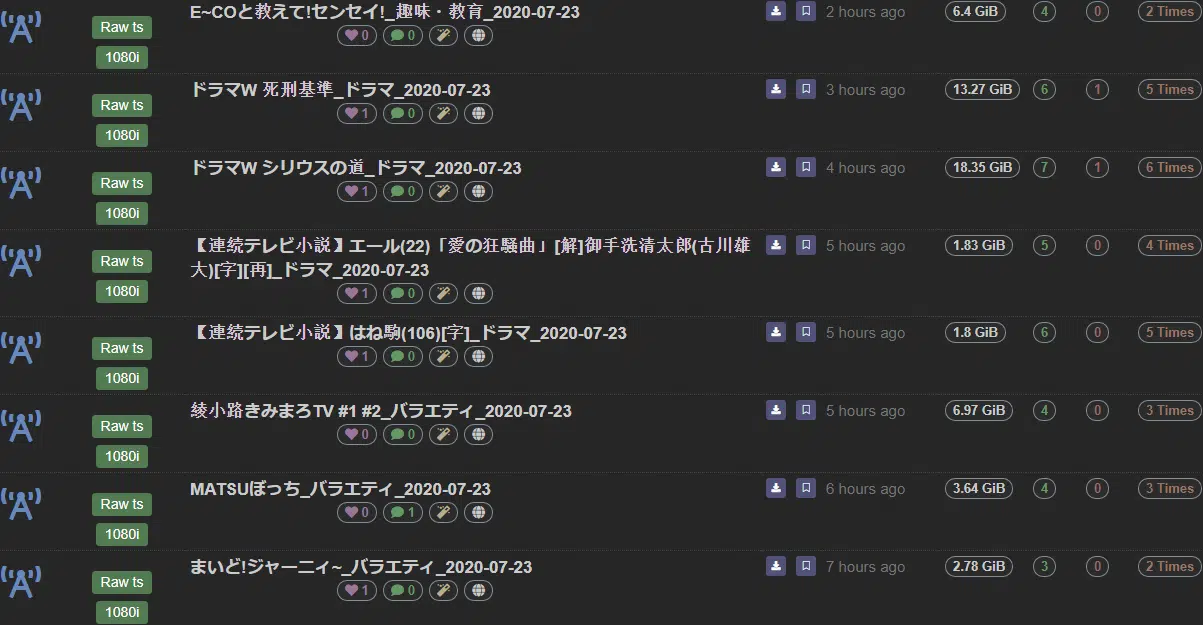 E~COと教えて!センセイ!_趣味・教育_2020-07-23
2 hours ago
6.4 GiB
4
0
2 Times
Raw ts
0
0
1080i
ドラマW 死刑基準_ドラマ_2020-07-23
3 hours ago
13.27 GiB
6
1
5 Times
Raw ts
1
0
1080i
ドラマW シリウスの道_ドラマ_2020-07-23
4 hours ago
18.35 GiB
7
1
6 Times
Raw ts
1
0
1080i
【連続テレビ小説】エール(22)「愛の狂騒曲」[解]御手洗清太郎(古川雄
大)[字][再]_ドラマ_2020-07-23
5 hours ago
1.83 GiB
5
0
4 Times
Raw ts
1
0
1080i
【連続テレビ小説】はね駒(106)[字]_ドラマ_2020-07-23
5 hours ago
1.8 GiB
6
0
5 Times
Raw ts
1
0
1080i
綾小路きみまろTV #1 #2_バラエティ_2020-07-23
5 hours ago
6.97 GiB
4
0
3 Times
Raw ts
0
0
1080i
MATSUぼっち_バラエティ_2020-07-23
6 hours ago
3.64 GiB
4
0
3 Times
Raw ts
0
1
1080i
まいど!ジャーニィ~_バラエティ_2020-07-23
7 hours ago
2.78 GiB
3
0
2 Times
Raw ts
1
0
1080i